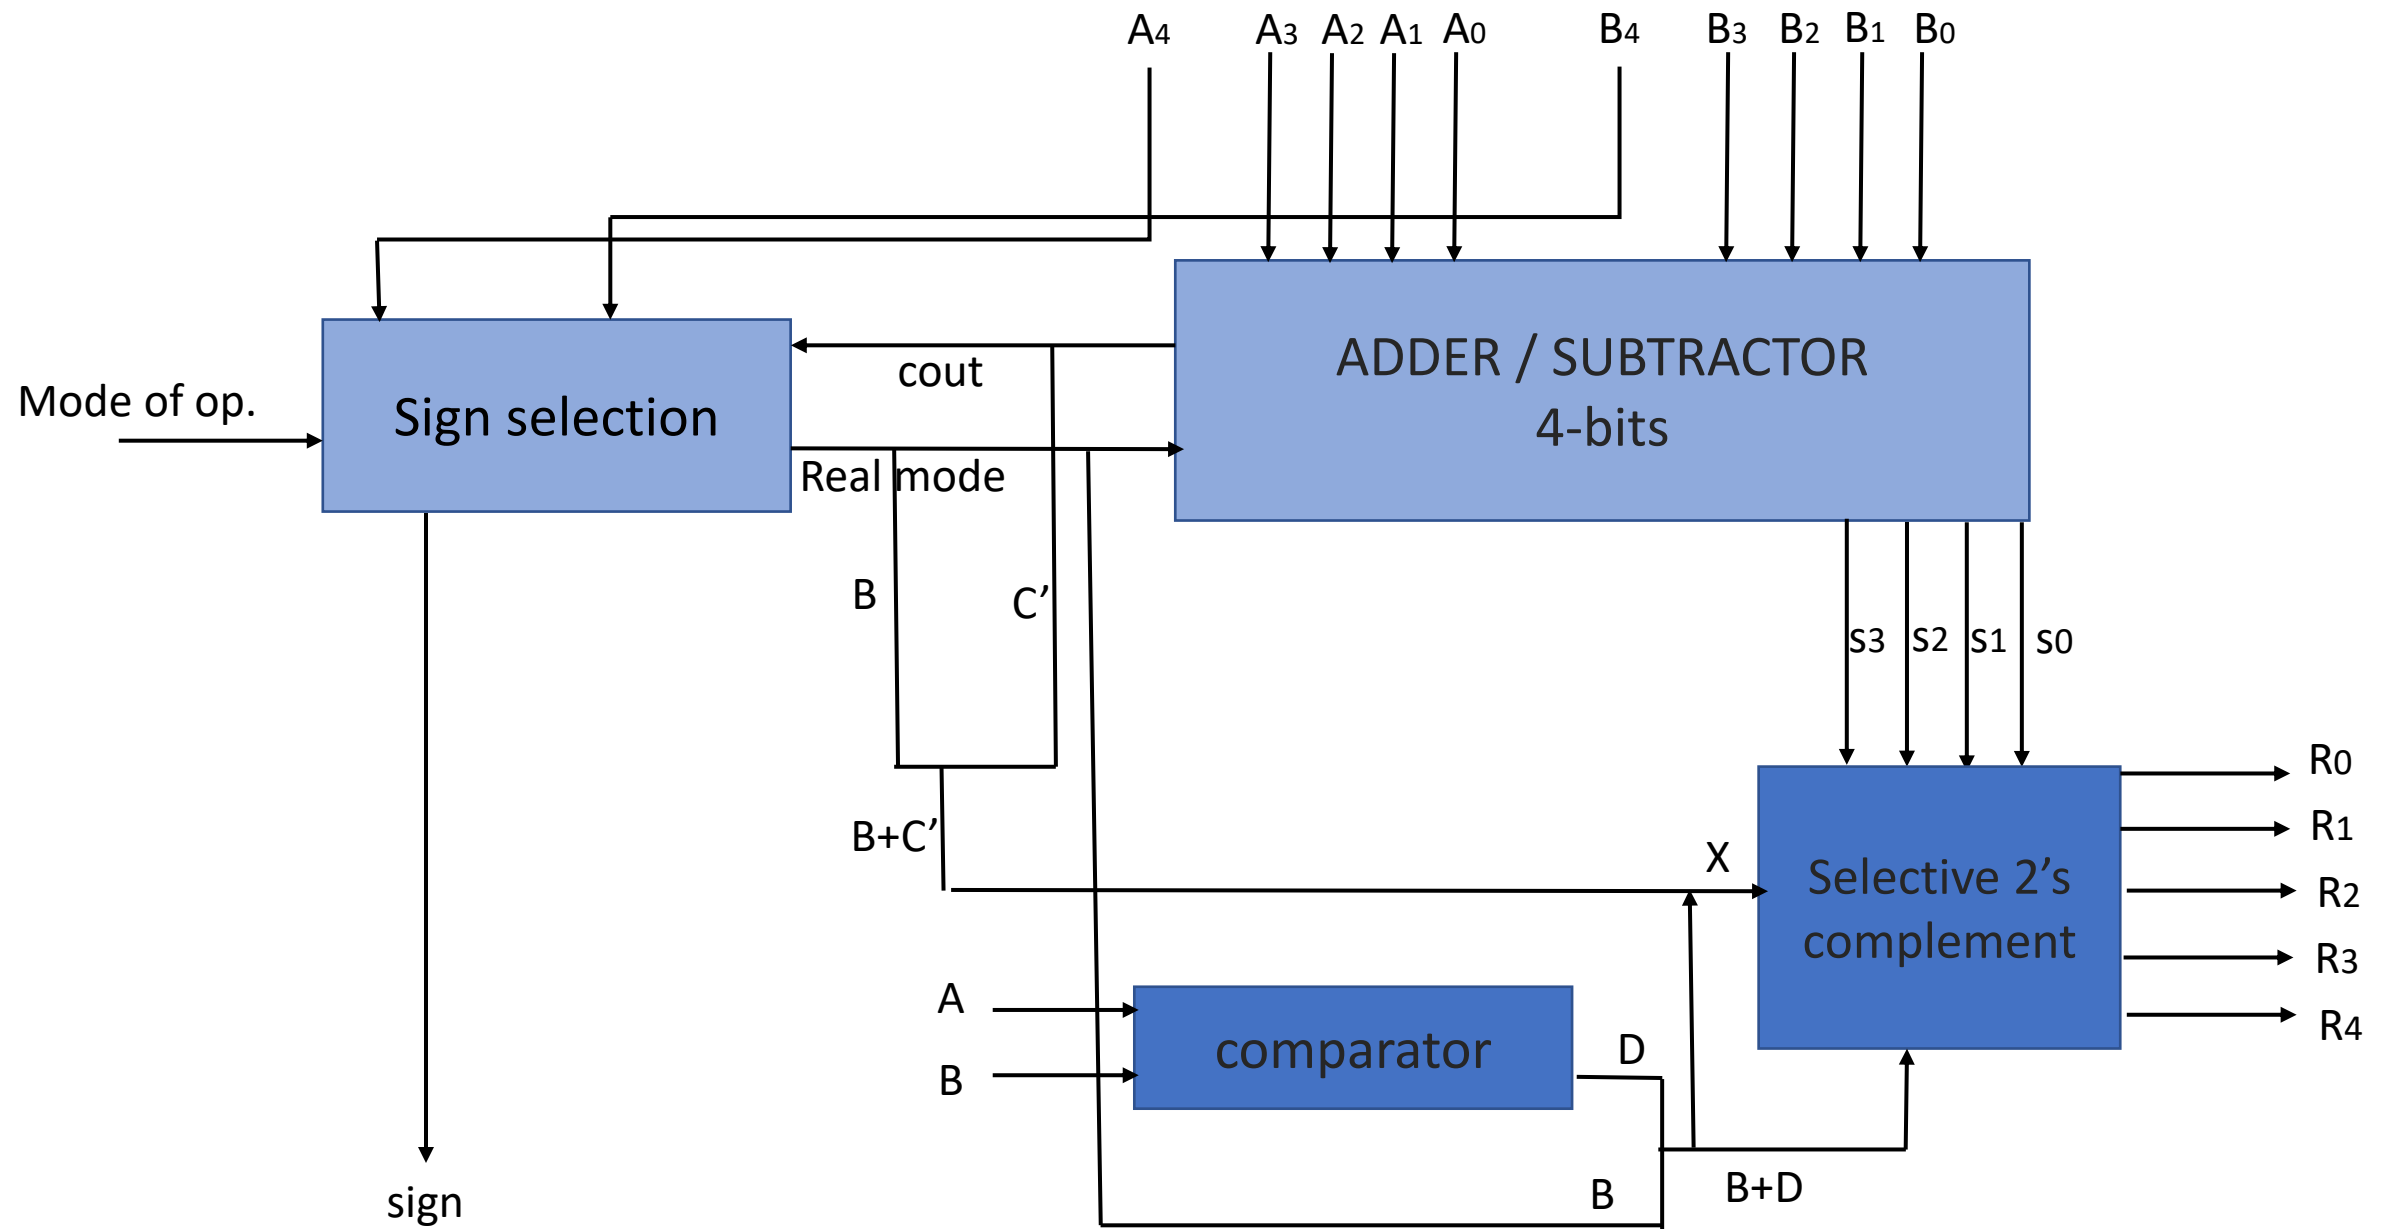 A4 A3 A2 A1 A0 B4 B3 B2 B1 B0
ADDER / SUBTRACTOR
4-bits
cout
Mode of op.
Sign selection
Real mode
B
C’
s3 s2 s1 s0
R0
B+C’
R1
X
Selective 2’s
complement
R2
R3
R4
A
B
comparator
D
B
B+D
sign